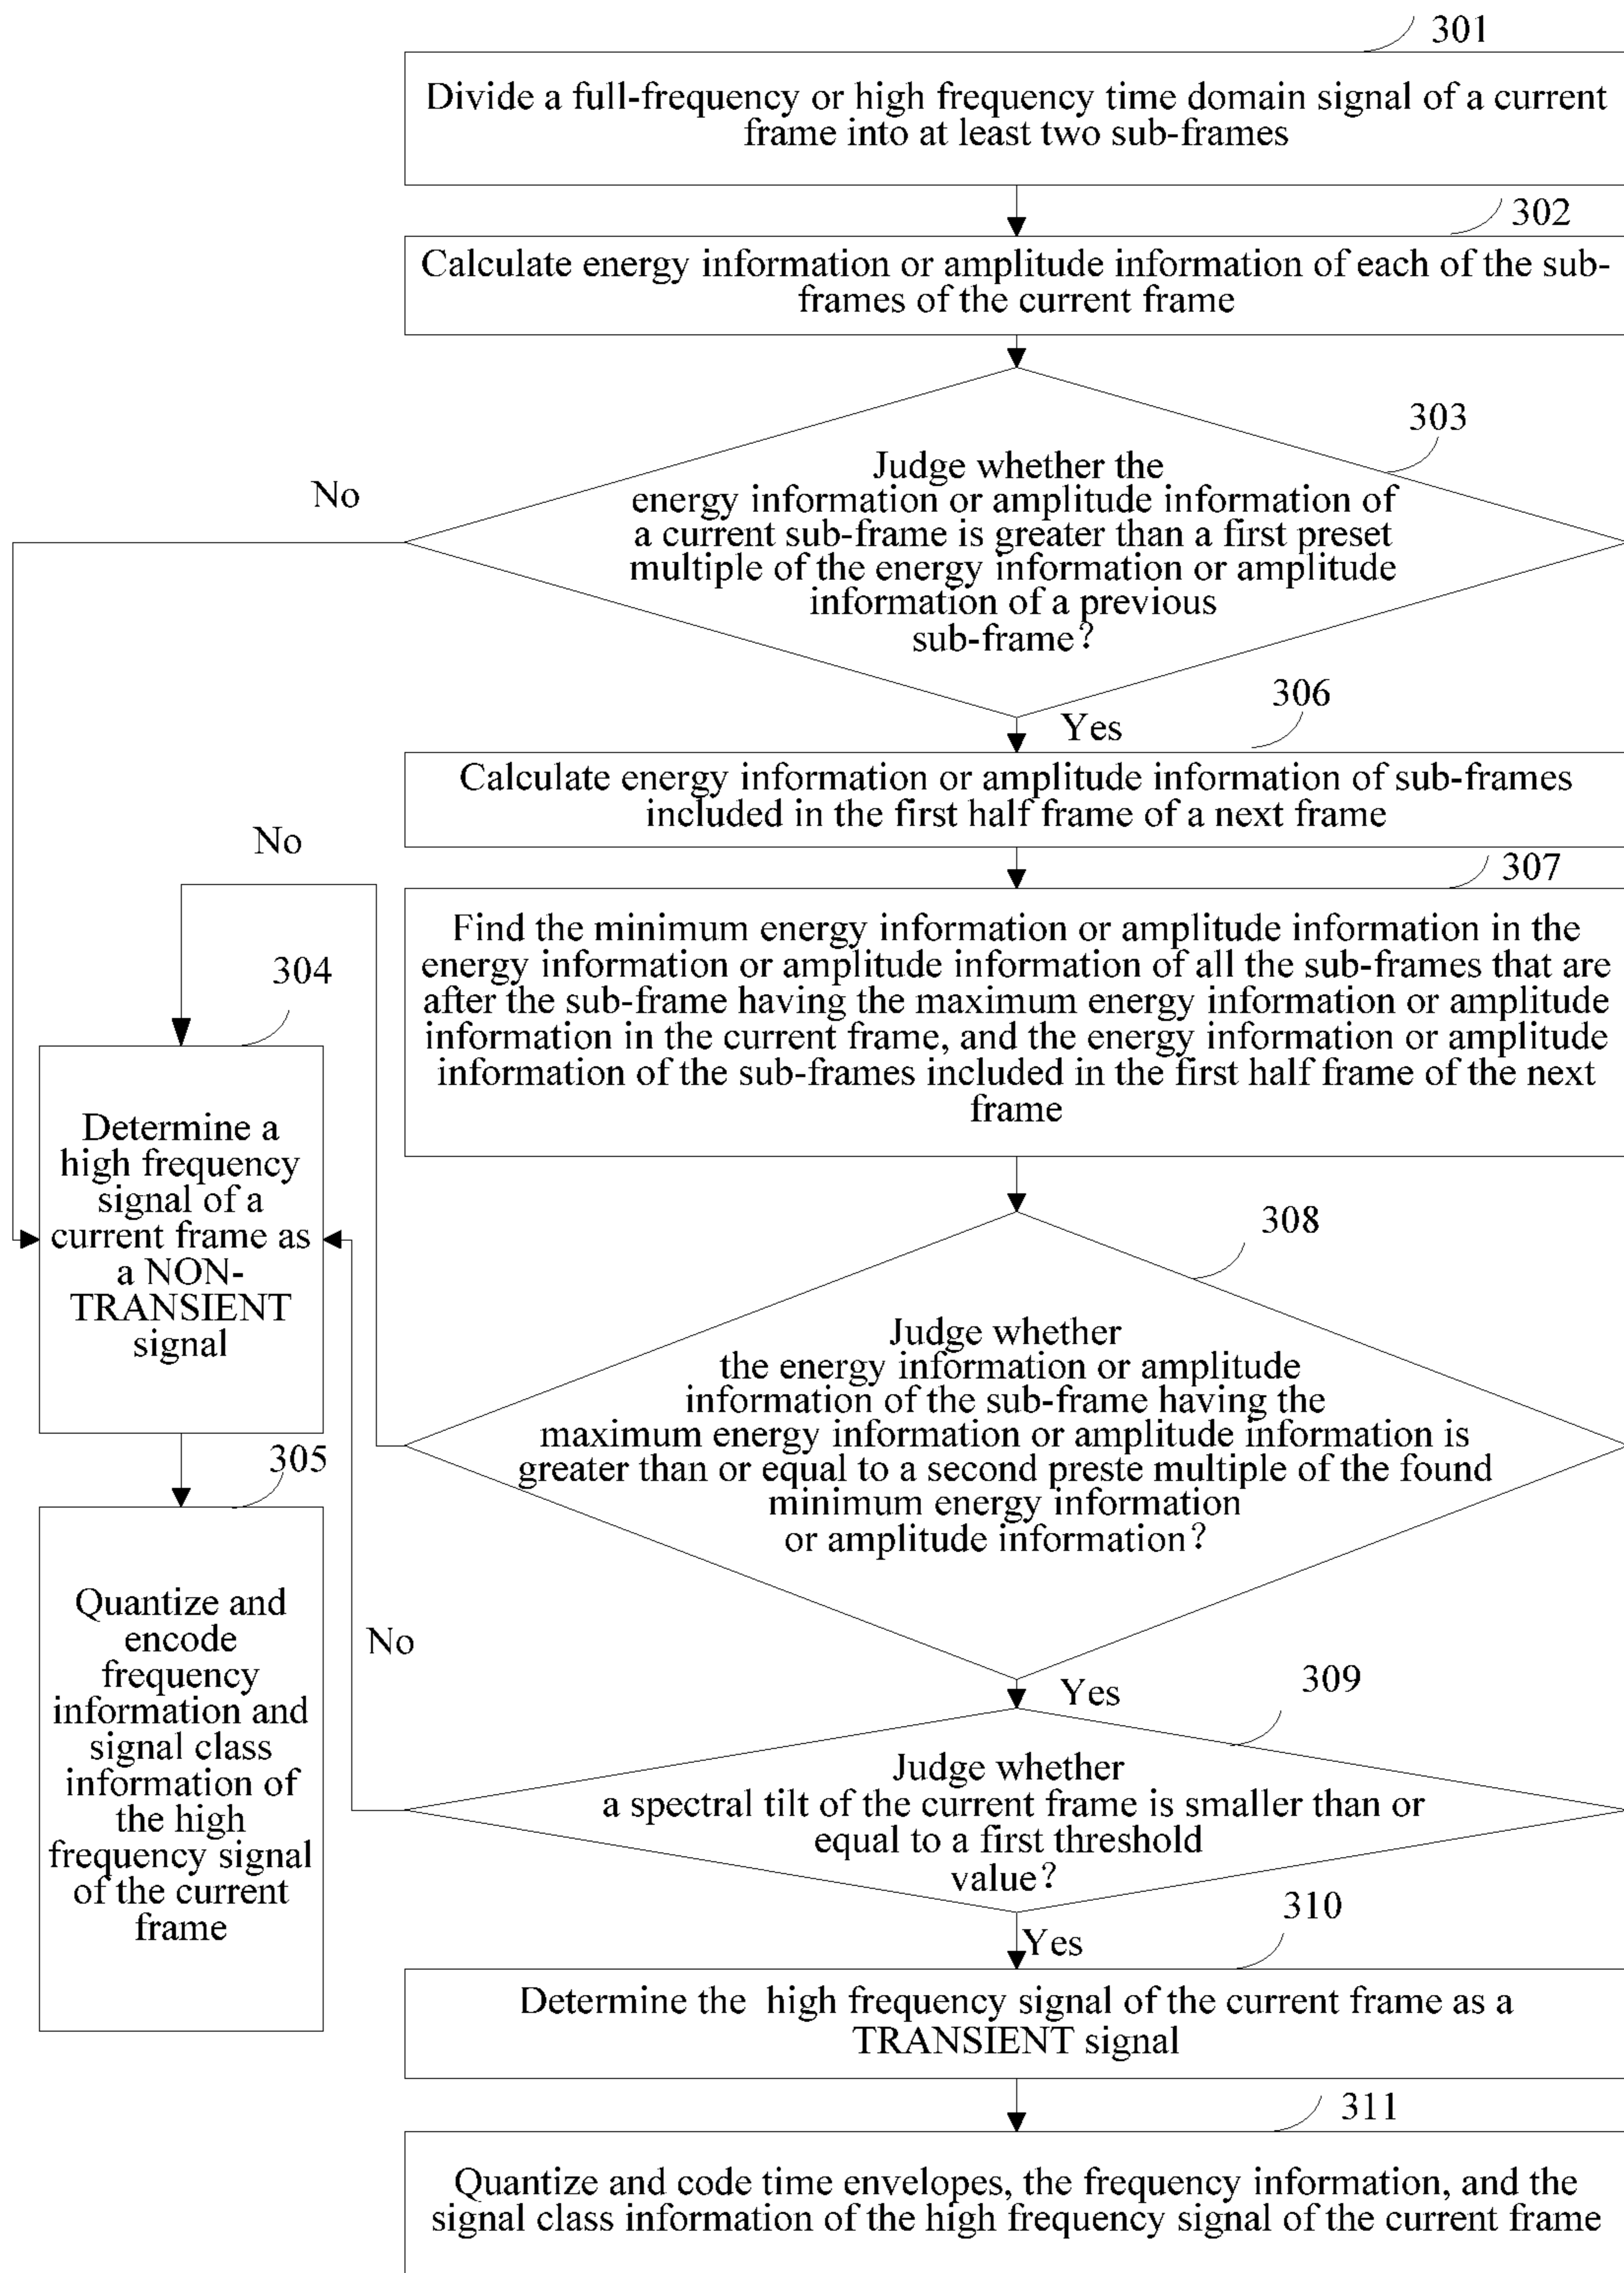 301
Divide a full-frequency or high frequency time domain signal of a current
frame into at least two sub-frames
302
Calculate energy information or amplitude information of each of the sub-
frames of the current frame
303
Judge whether the
energy information or amplitude information of
a current sub-frame is greater than a first preset
multiple of the energy information or amplitude
information of a previous
sub-frame?
No
Yes
306
Calculate energy information or amplitude information of sub-frames
included in the first half frame of a next frame
No
307
Find the minimum energy information or amplitude information in the
energy information or amplitude information of all the sub-frames that are
after the sub-frame having the maximum energy information or amplitude
information in the current frame, and the energy information or amplitude
information of the sub-frames included in the first half frame of the next
frame
304
Determine a
high frequency
signal of a
current frame as
a NON-
TRANSIENT
signal
308
Judge whether
the energy information or amplitude
information of the sub-frame having the
maximum energy information or amplitude information is
greater than or equal to a second preste multiple of the found
minimum energy information
or amplitude information?
305
Quantize and
encode
frequency
information and
signal class
information of
the high
frequency signal
of the current
frame
No
Yes
309
Judge whether
a spectral tilt of the current frame is smaller than or
equal to a first threshold
value?
310
Yes
Determine the high frequency signal of the current frame as a
TRANSIENT signal
311
Quantize and code time envelopes, the frequency information, and the
signal class information of the high frequency signal of the current frame